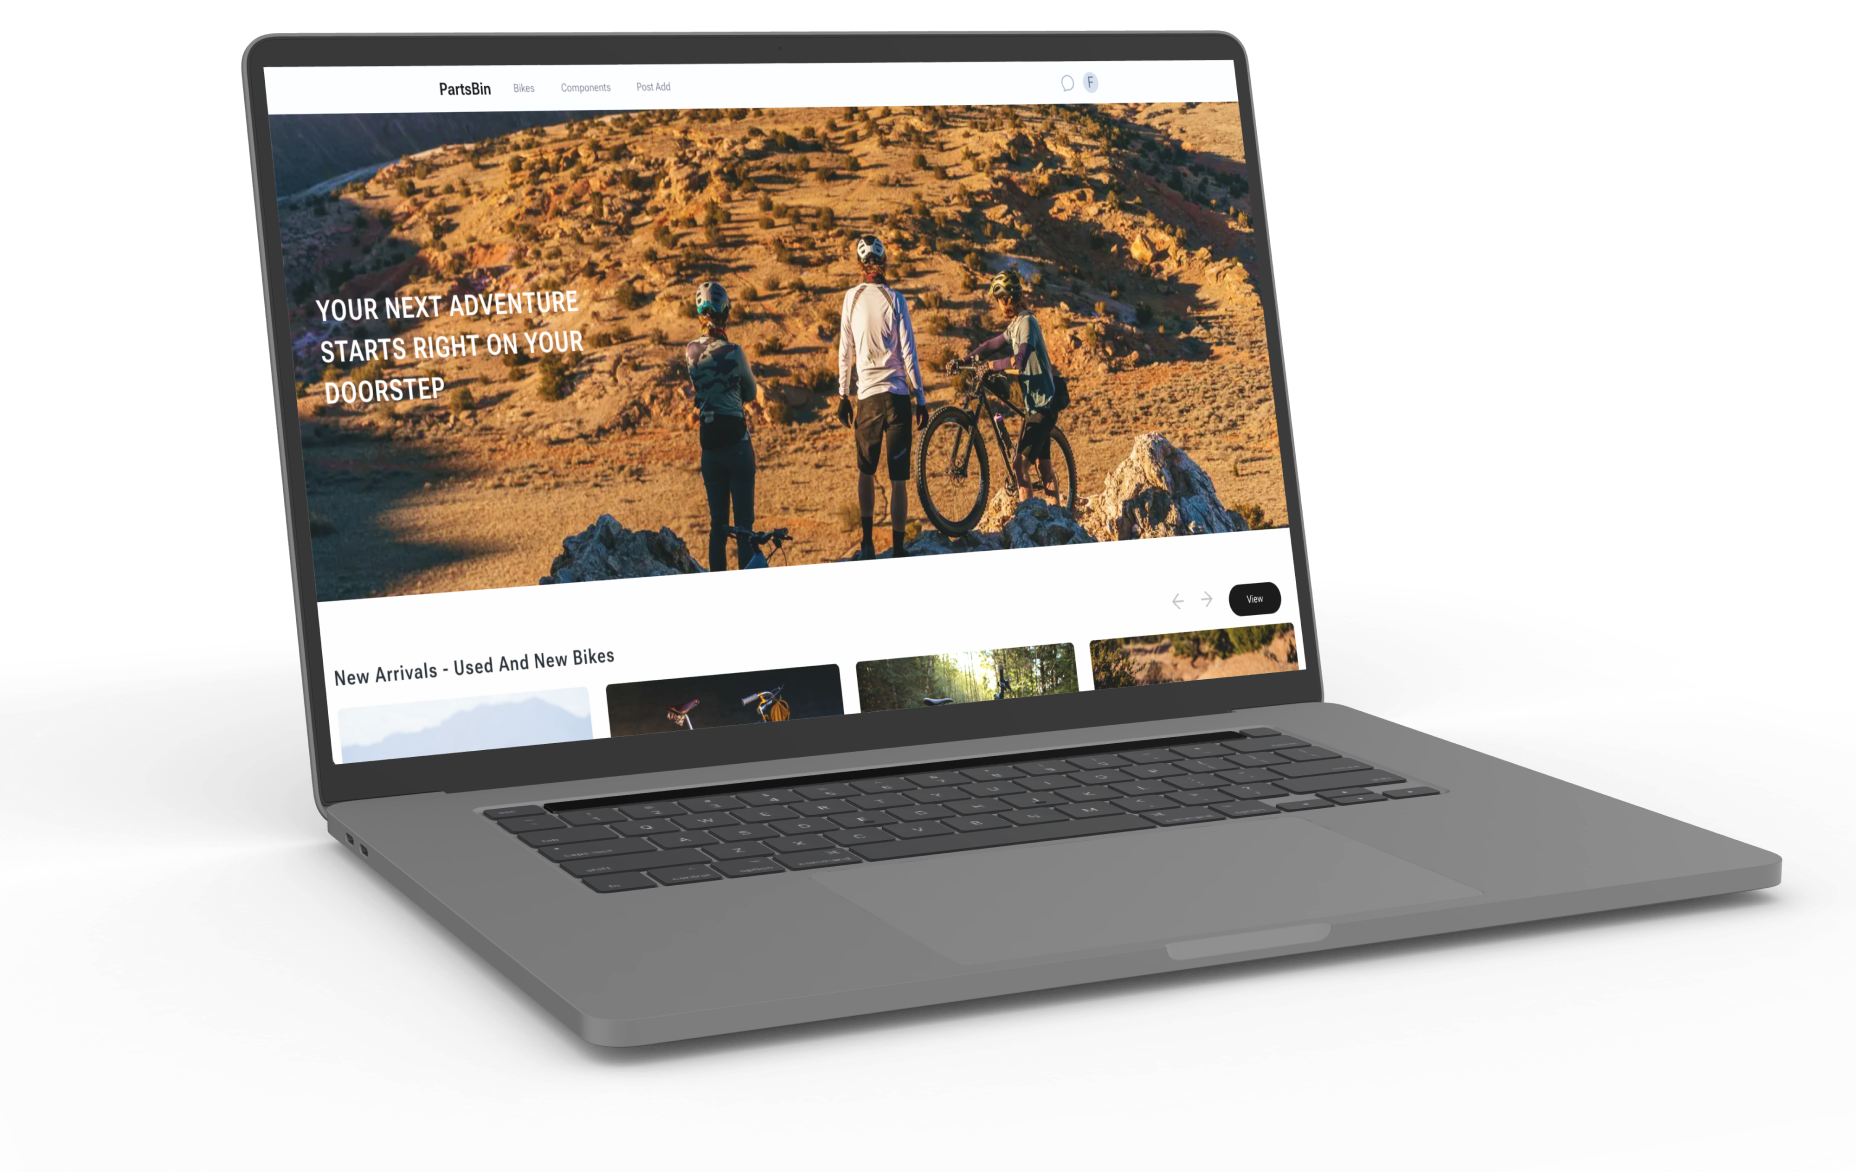 PartsBin Bikes Components Post Add F
YOUR NEXT ADVENTURE
STARTS RIGHT ON YOUR
DOORSTEP
View
New Arrivals - Used And New Bikes